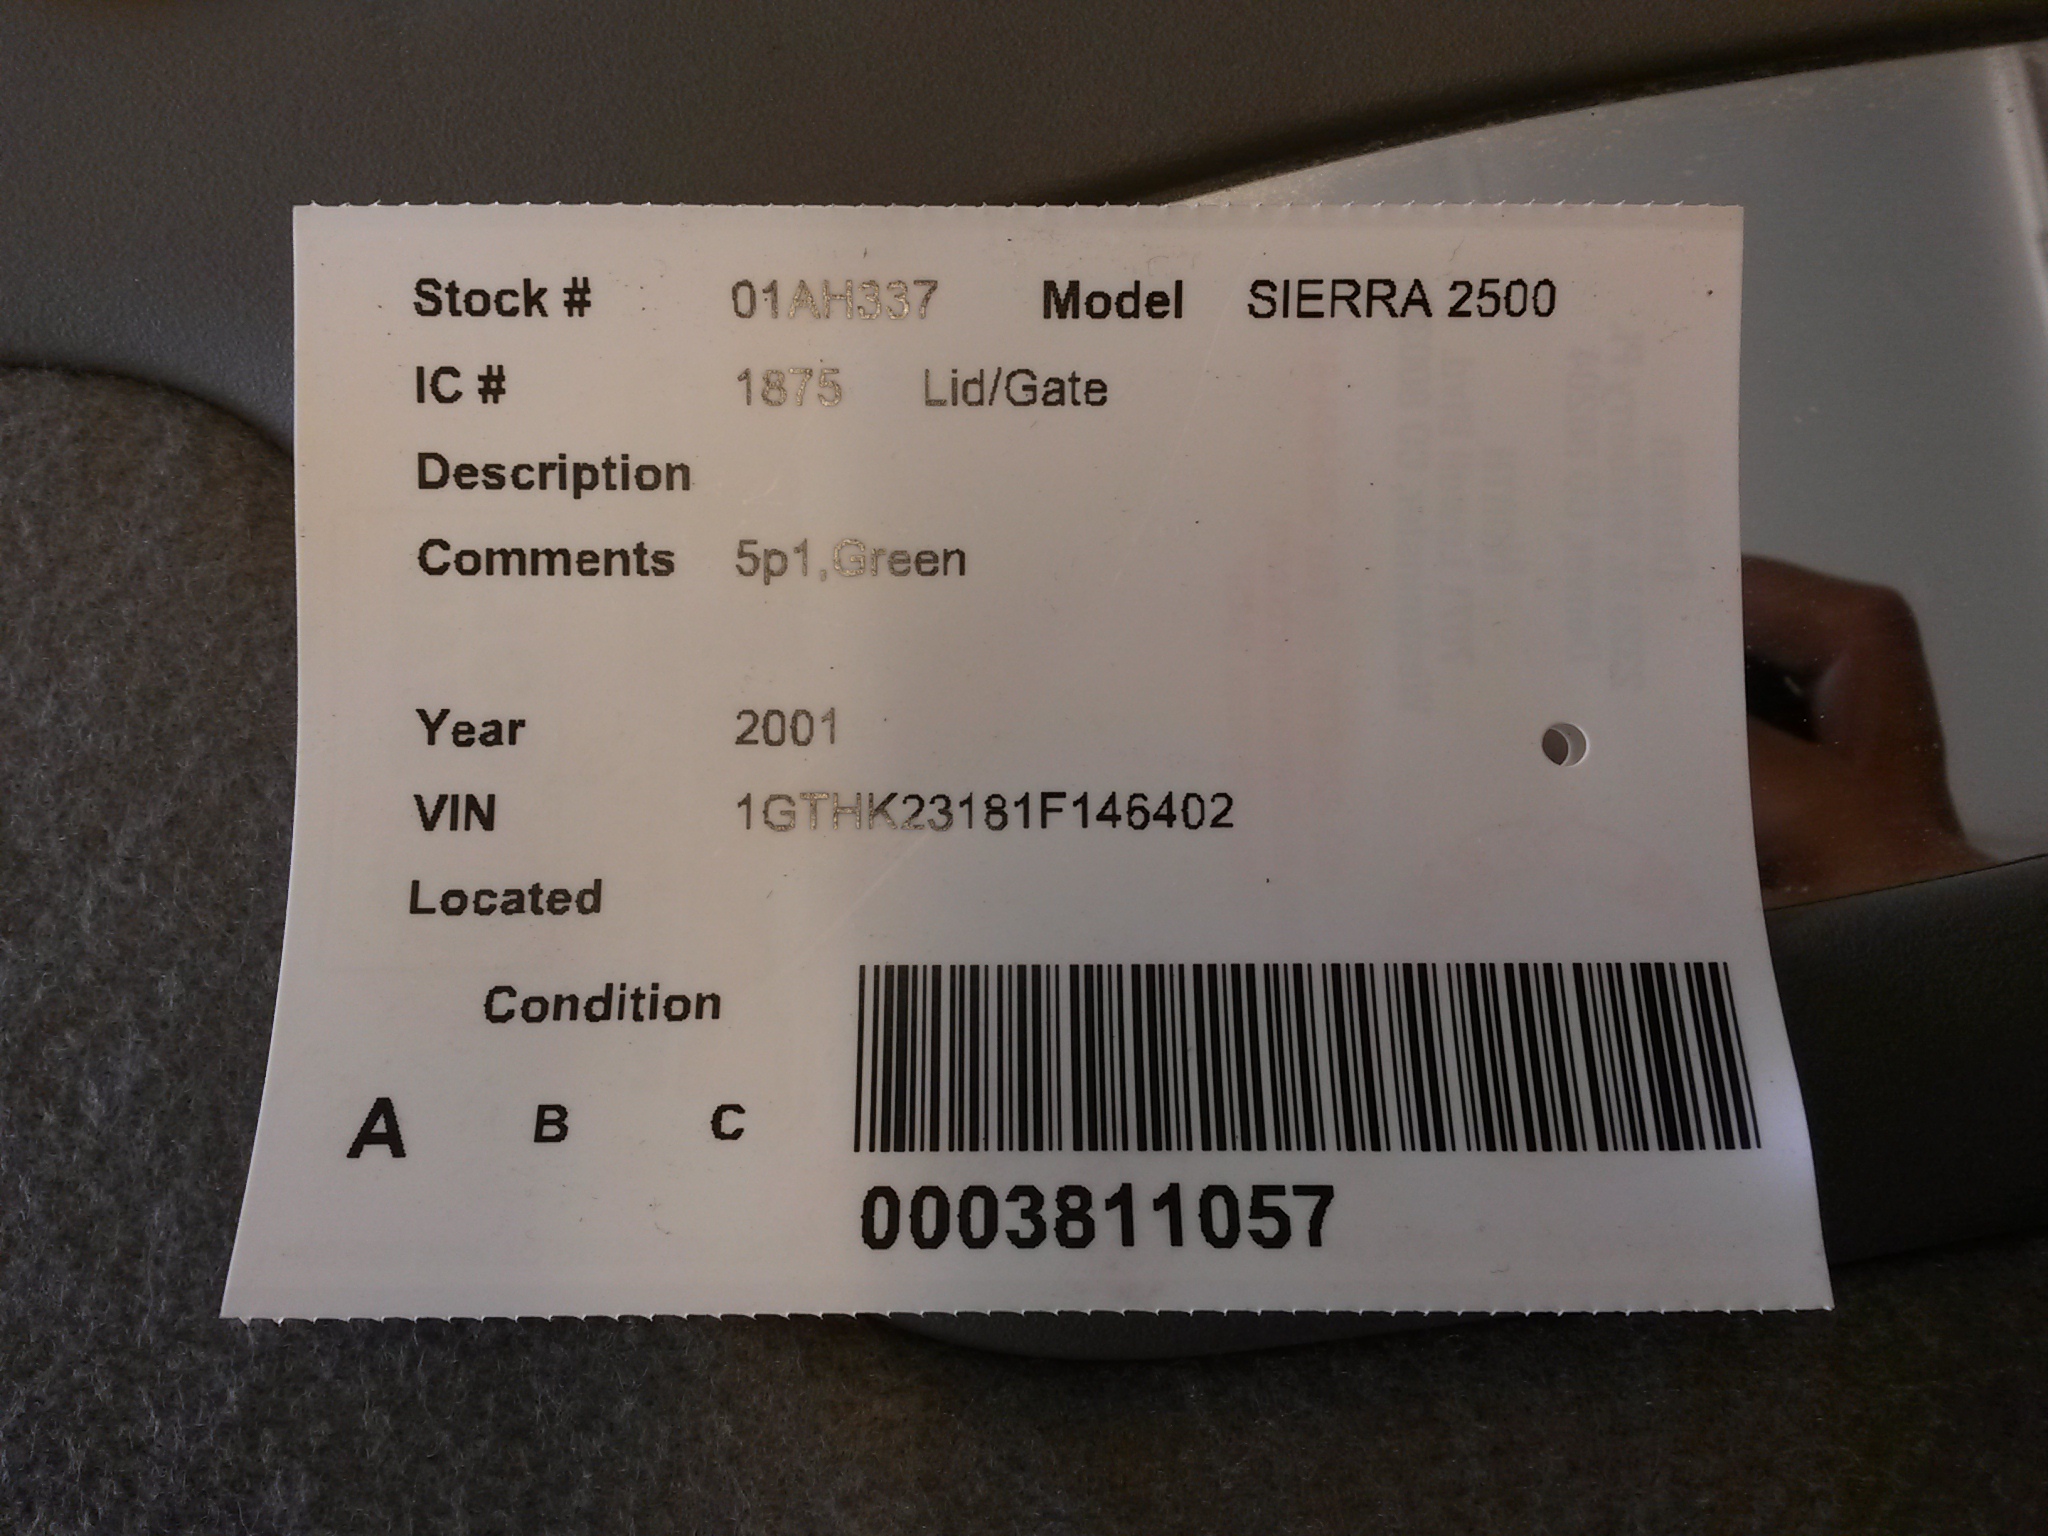 Stock # 01AH337 Model SIERRA 2500
IC # 1875 Lid/Gate
Description
Comments 5p1,Green
Year 2001
VIN 1GTHK23181F146402
Located
Condition
A B C
0003811057